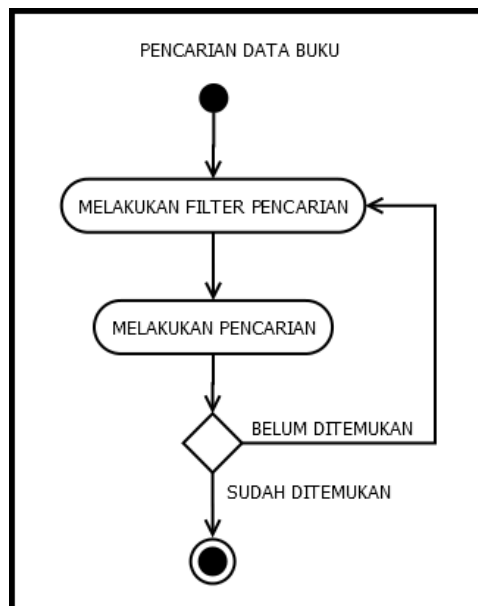 PENCARIAN DATA BUKU
MELAKUKAN FILTER PENCARIAN
MELAKUKAN PENCARIAN
BELUM DITEMUKAN
SUDAH DITEMUKAN